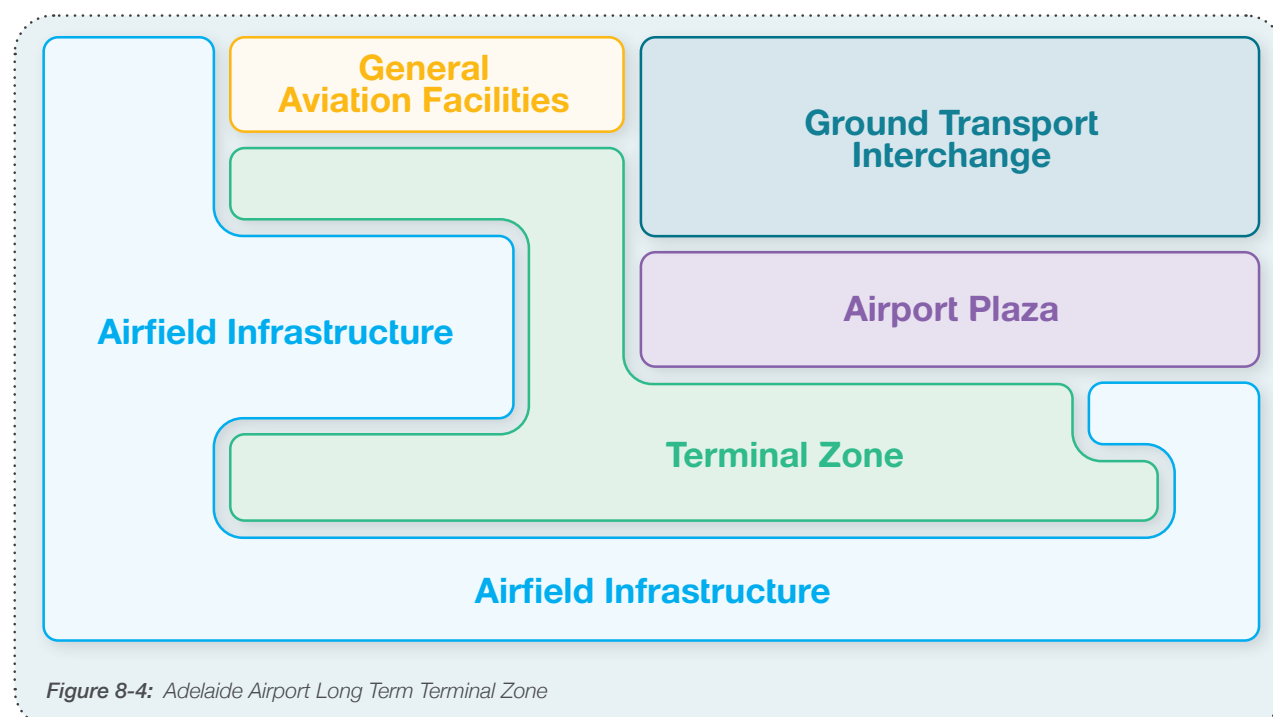 General
Aviation Facilities
Ground Transport
Interchange
Airport Plaza
Airfield Infrastructure
Terminal Zone
Airfield Infrastructure
Figure 8-4: Adelaide Airport Long Term Terminal Zone